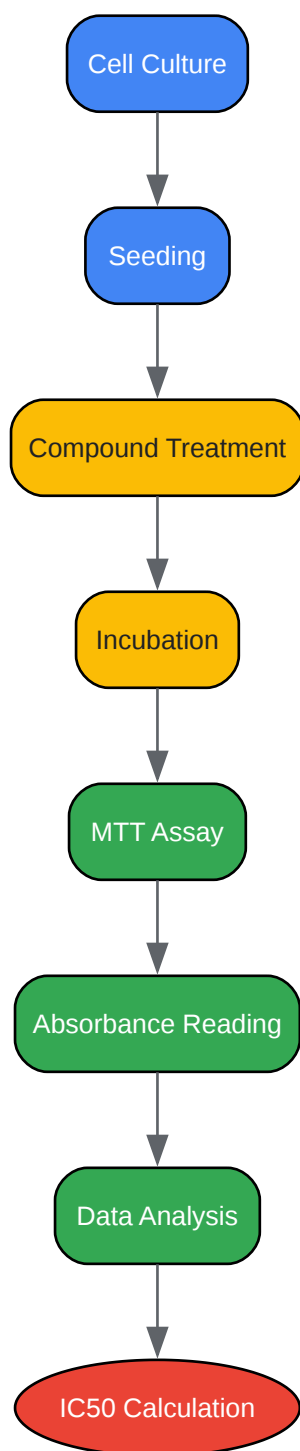 Cell Culture
Seeding
Compound Treatment
Incubation
MTT Assay
Absorbance Reading
Data Analysis
IC50 Calculation